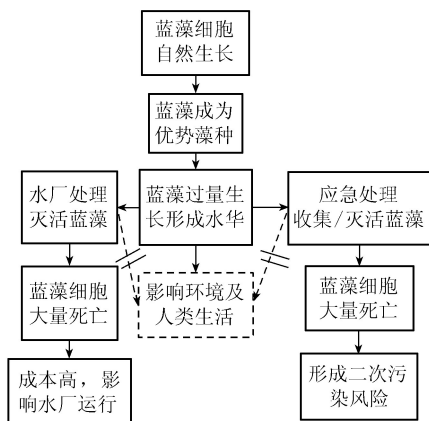 蓝藻细胞
自然生长
蓝藻成为
优势藻种
水厂处理
灭活蓝藻
蓝藻过量生
长形成水华
应急处理
收集/灭活蓝藻
蓝藻细胞
大量死亡
影响环境及
人类生活
蓝藻细胞
大量死亡
成本高，影
响水厂运行
形成二次污
染风险